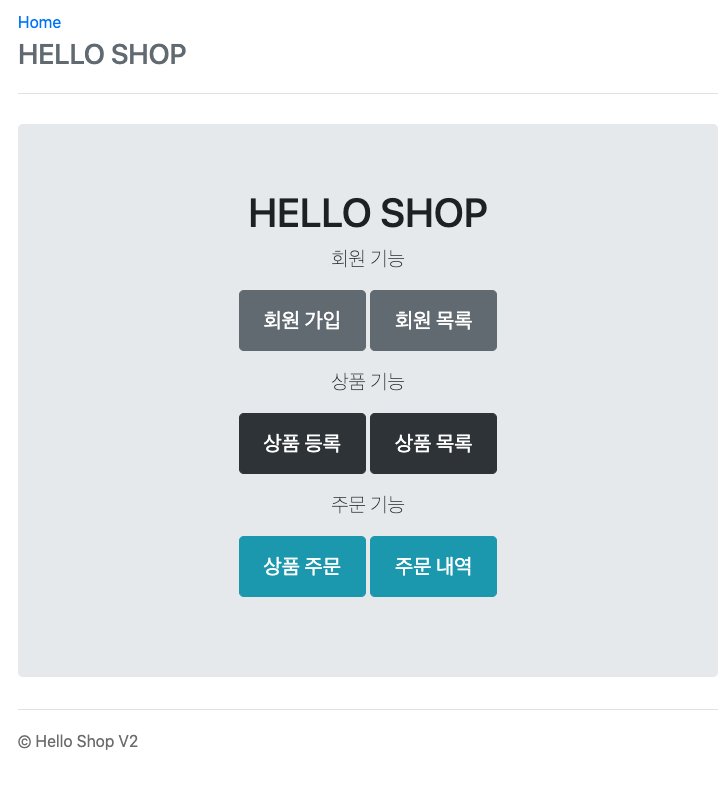 Home
HELLO SHOP
HELLO SHOP
회원 기능
회원 가입 회원 목록
상품 기능
상품 등록 상품 목록
주문 기능
상품 주문 주문 내역
© Hello Shop V2